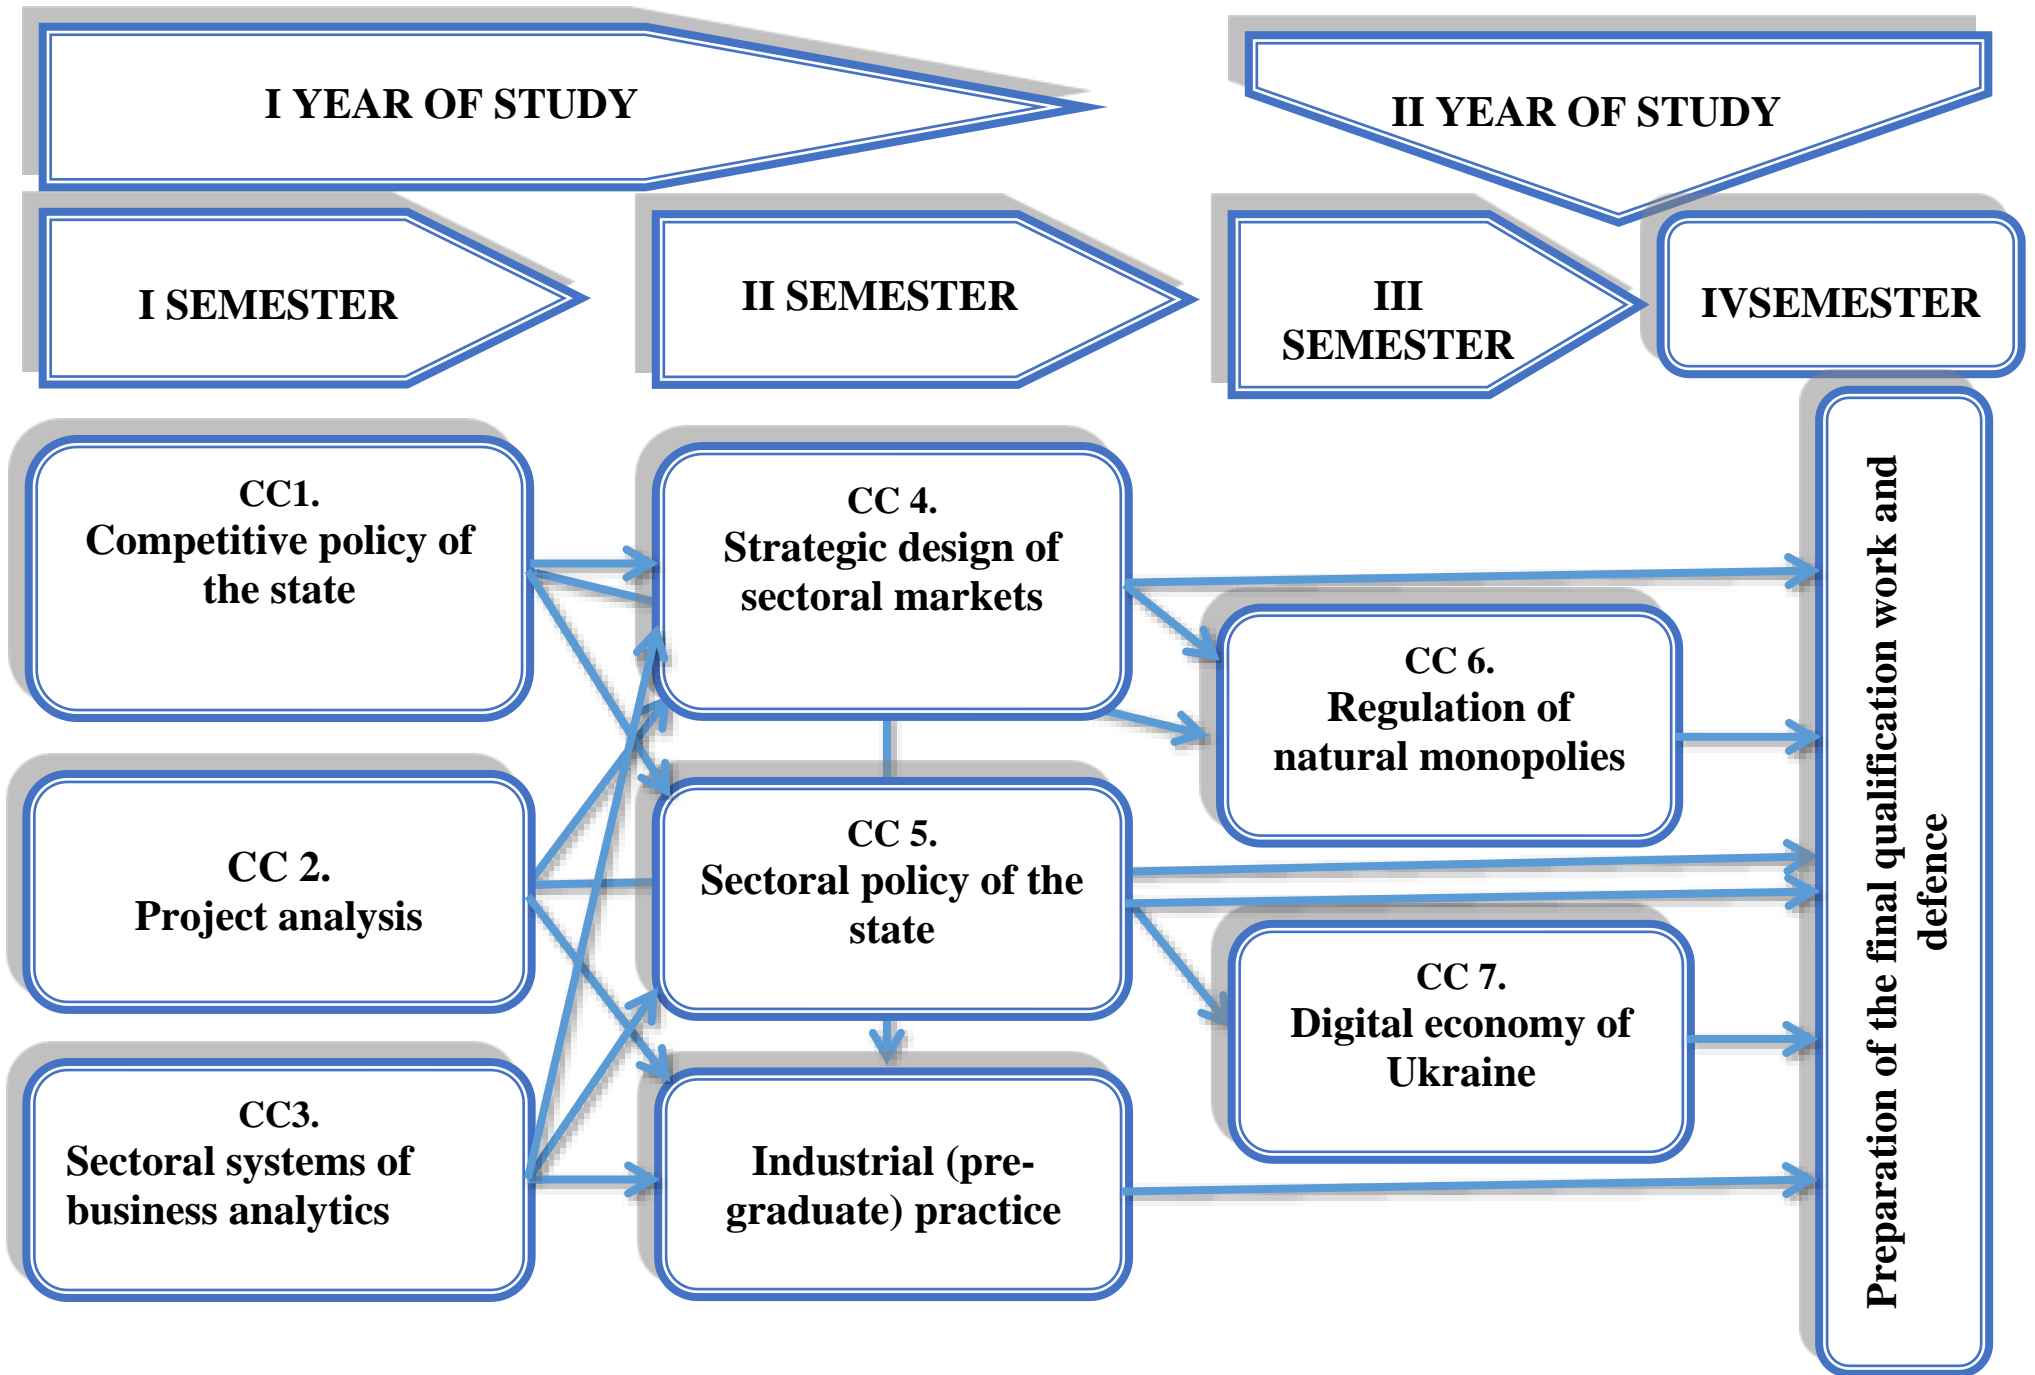 I YEAR OF STUDY
II YEAR OF STUDY
I SEMESTER
II SEMESTER
III
SEMESTER
IVSEMESTER
CC1.
Competitive policy of
the state
CC 2.
Project analysis
CC3.
Sectoral systems of
business analytics
CC 4.
Strategic design of
sectoral markets
CC 5.
Sectoral policy of the
state
Industrial (pre-
graduate) practice
CC 6.
Regulation of
natural monopolies
CC 7.
Digital economy of
Ukraine
Preparation of the final qualification work and
defence